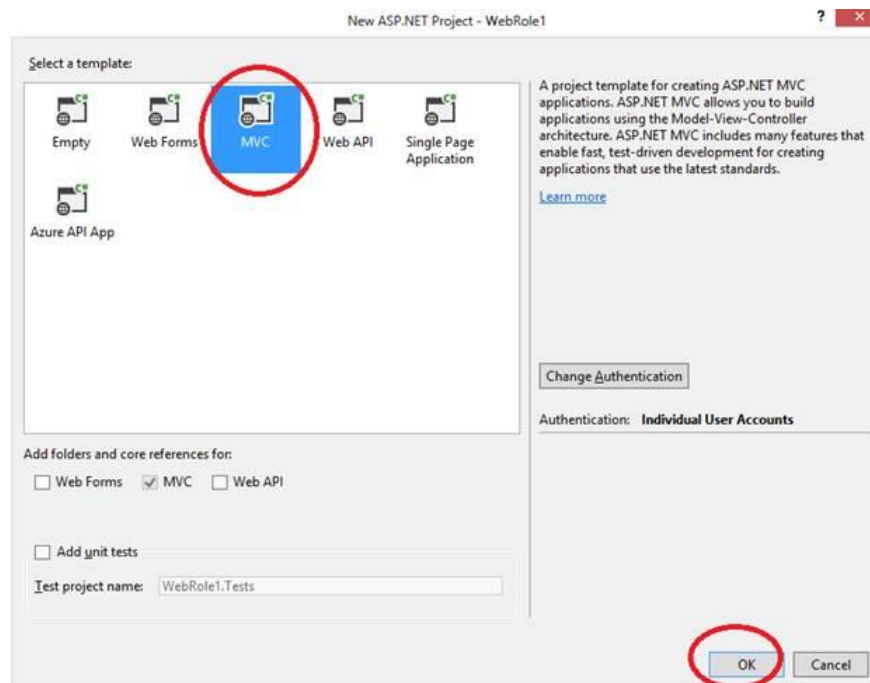 New ASP.NET Project - WebRole1
?
Select a template:
C#
C#
C#
C#
C#
Empty
Web Forms
MVC
Web API
Single Page
Application
C#
Azure API App
A project template for creating ASP.NET MVC
applications. ASP.NET MVC allows you to build
applications using the Model-View-Controller
architecture. ASP.NET MVC includes many features that
enable fast, test-driven development for creating
applications that use the latest standards.
Learn more
Change Authentication
Authentication: Individual User Accounts
Add folders and core references for:
Web Forms MVC Web API
Add unit tests
Test project name: WebRole1.Tests
OK
Cancel